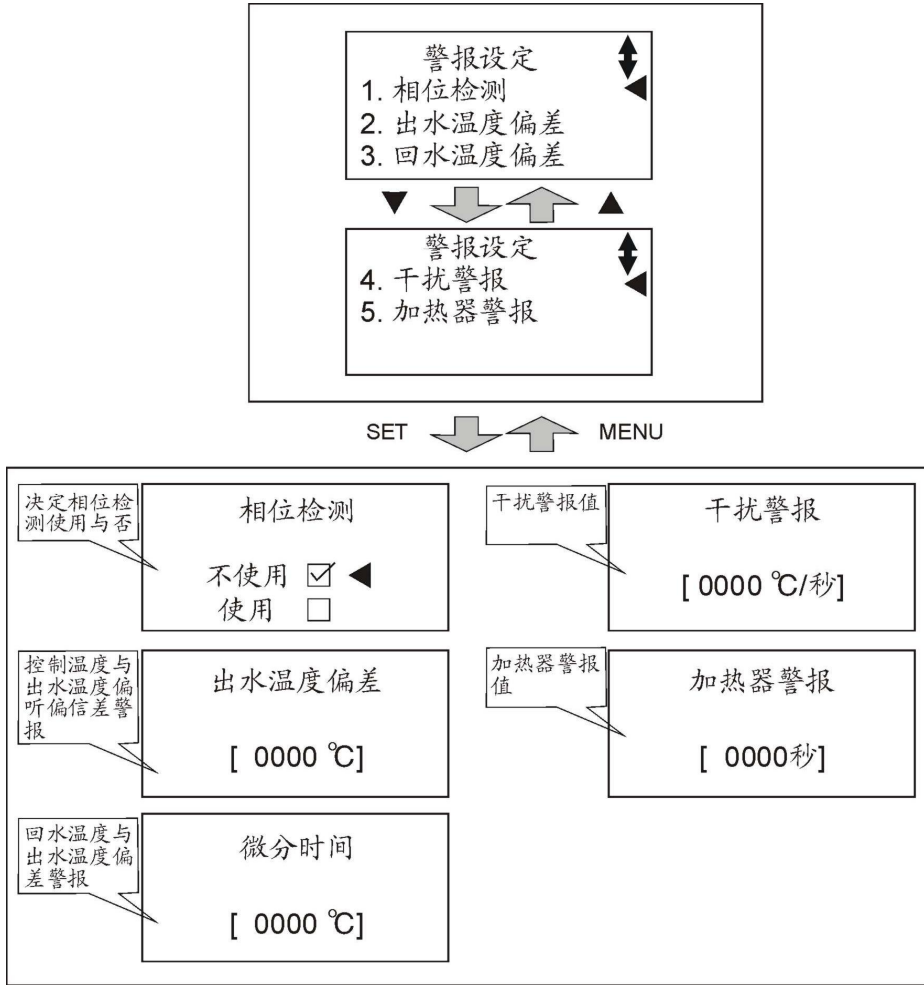 警报设定
1. 相位检测
2. 出水温度偏差
3. 回水温度偏差
警报设定
4. 干扰警报
5. 加热器警报
SET
MENU
决定相位检
测使用与否
相位检测
不使用
使用
干扰警报值
干扰警报
[ 0000 ℃/秒]
控制温度与
出水温度偏
听偏信差警
报
出水温度偏差
[ 0000 ℃]
加热器警报
值
加热器警报
[ 0000秒]
回水温度与
出水温度偏
差警报
微分时间
[ 0000 ℃]